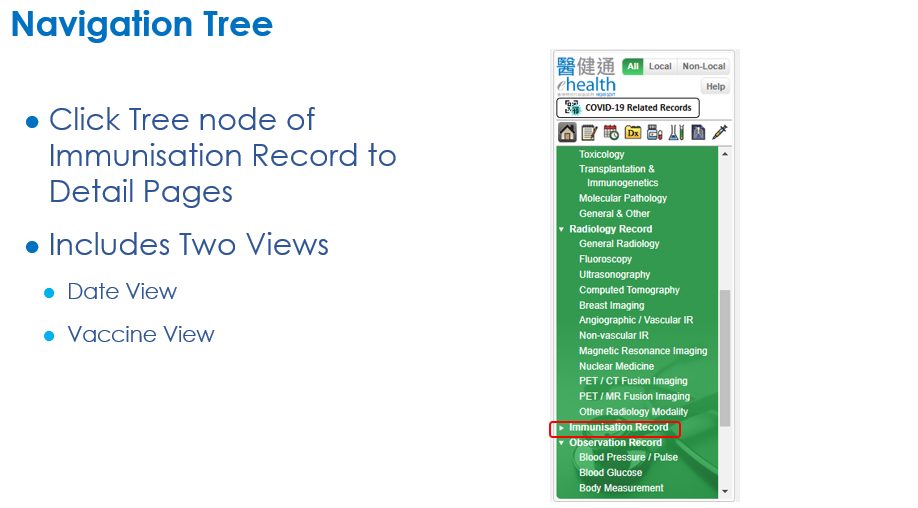 Navigation Tree
Click Tree node of
Immunisation Record to
Detail Pages
Includes Two Views
Date View
Vaccine View
醫健通
ehealth
All
Local
Non-Local
Help
COVID-19 Related Records
Dx
Toxicology
Transplantation &
Immunogenetics
Molecular Pathology
General & Other
Radiology Record
General Radiology
Fluoroscopy
Ultrasonography
Computed Tomography
Breast Imaging
Angiographic / Vascular IR
Non-vascular IR
Magnetic Resonance Imaging
Nuclear Medicine
PET / CT Fusion Imaging
PET / MR Fusion Imaging
Other Radiology Modality
Immunisation Record
Observation Record
Blood Pressure / Pulse
Blood Glucose
Body Measurement